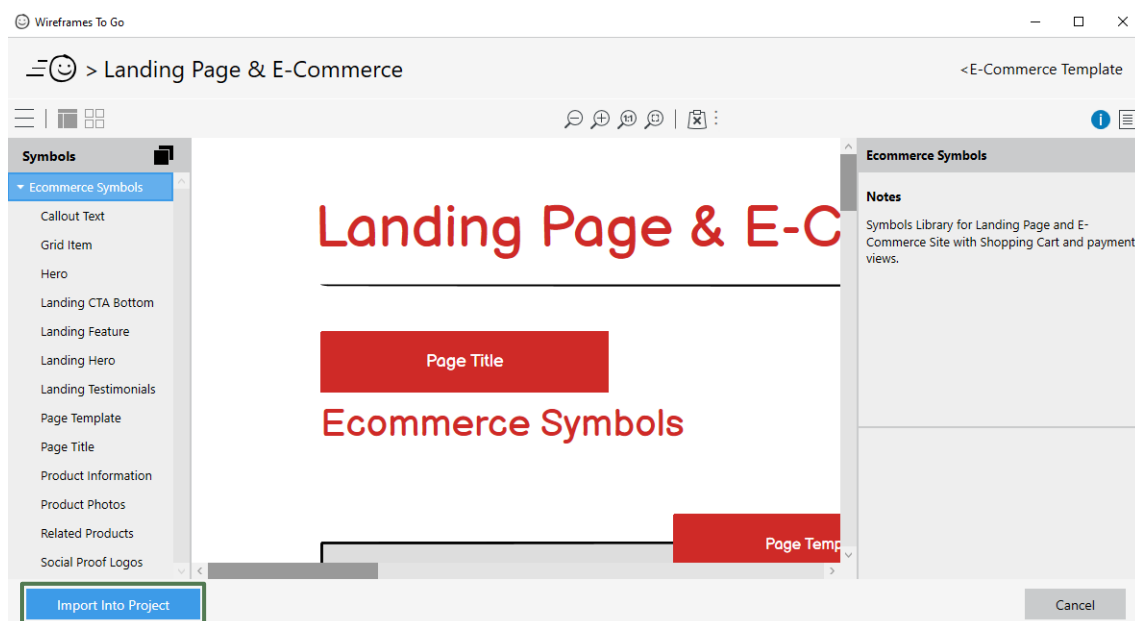 Wireframes To Go
> Landing Page & E-Commerce
<E-Commerce Template
1:1
i
Symbols
Ecommerce Symbols
Callout Text
Grid Item
Hero
Landing CTA Bottom
Landing Feature
Landing Hero
Landing Testimonials
Page Template
Page Title
Product Information
Product Photos
Related Products
Social Proof Logos
Landing Page & E-C
Page Title
Ecommerce Symbols
Page Temp
Ecommerce Symbols
Notes
Symbols Library for Landing Page and E-
Commerce Site with Shopping Cart and payment
views.
Import Into Project
Cancel